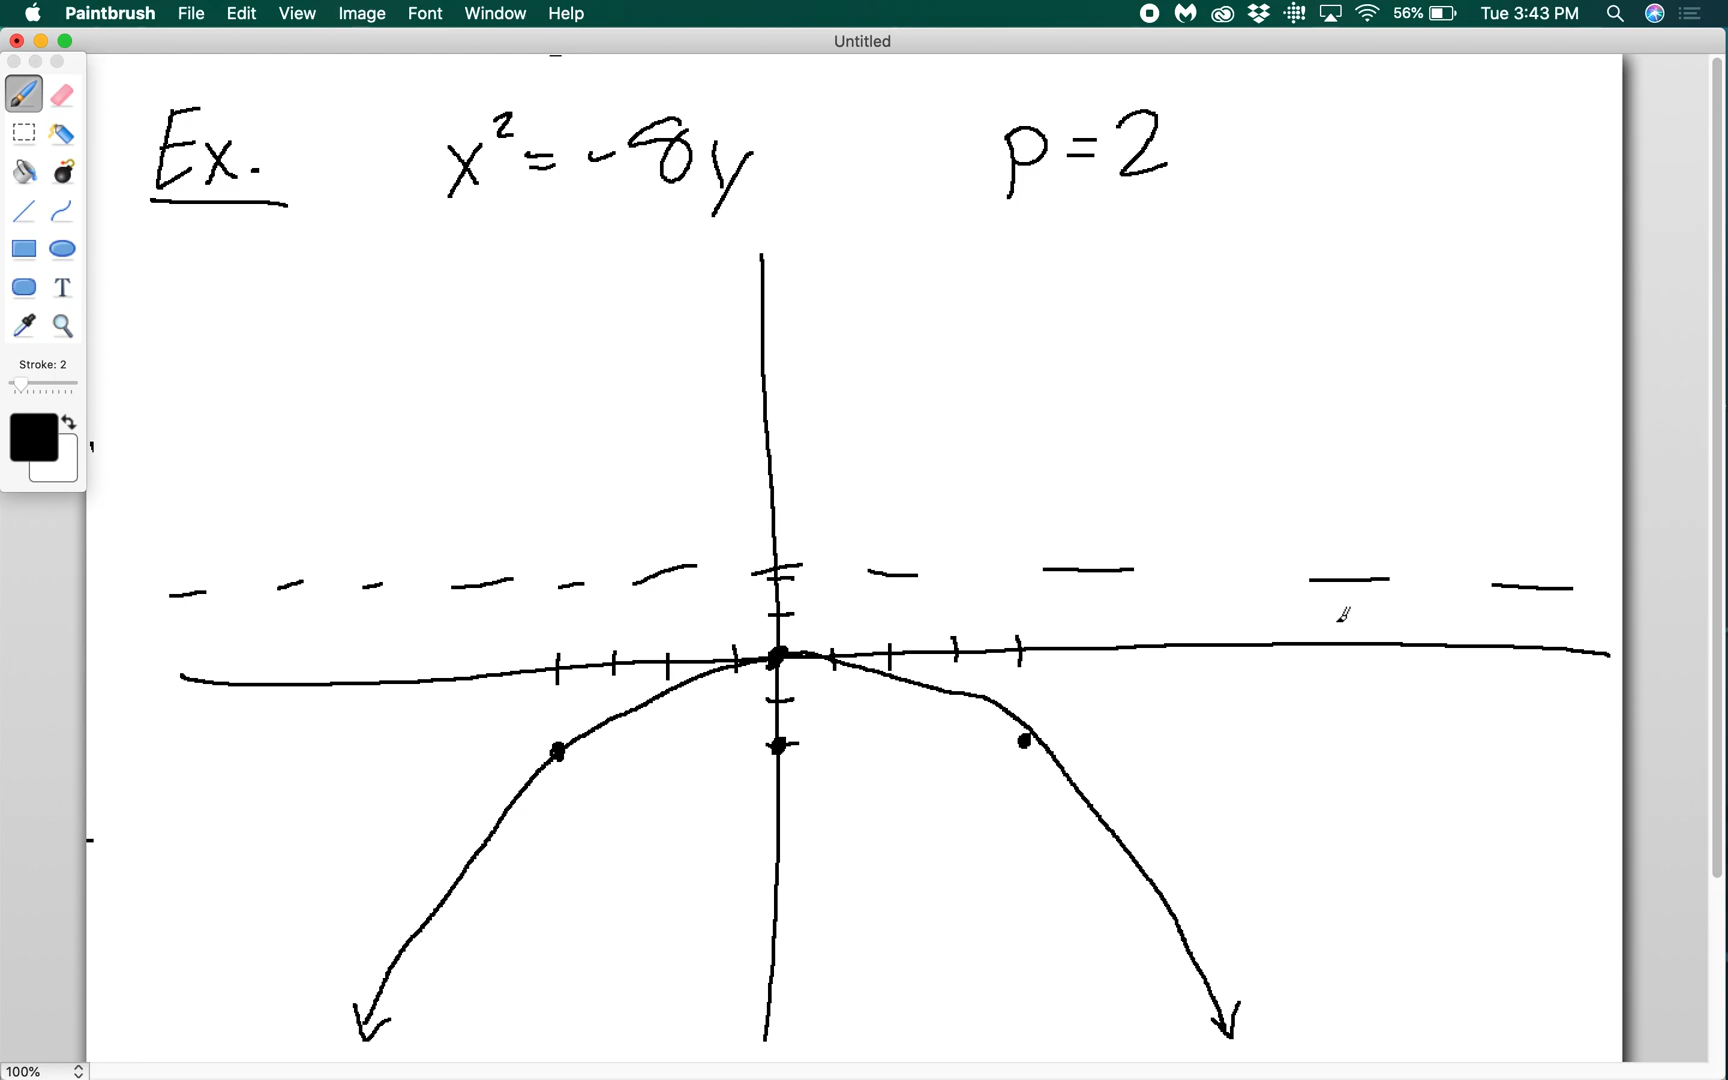 Paintbrush File Edit View Image Font Window Help 56% Tue 3:43 PM
Untitled
Ex. x² = -8y p = 2
T
Stroke: 2
100%